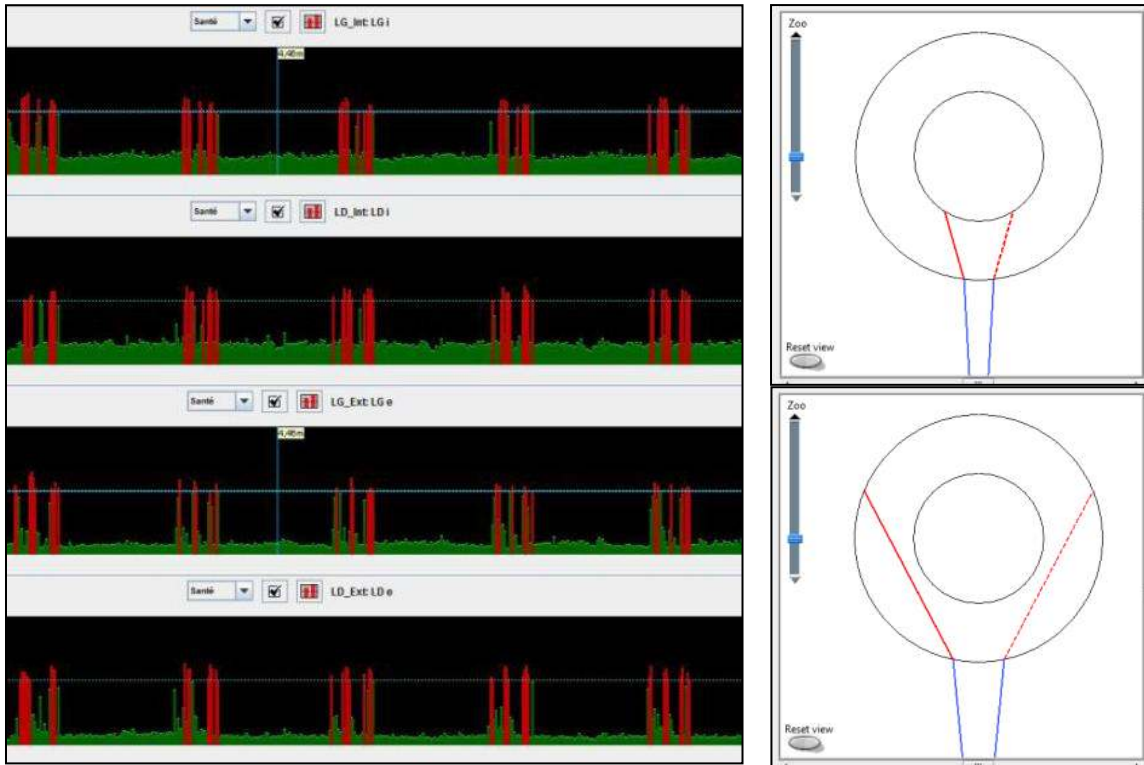 Santé LG_Int: LG i
4,46m
Santé LD_Int: LD i
Santé LG_Ext: LG e
4,46m
Santé LD_Ext: LD e
Zoo
Reset view
Zoo
Reset view